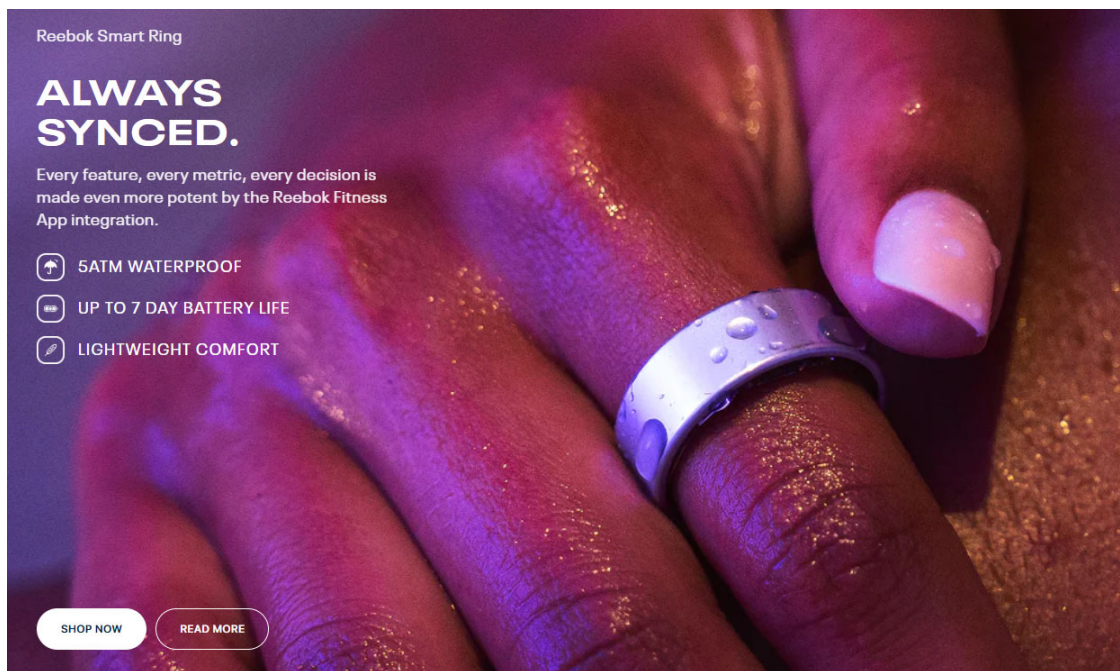 Reebok Smart Ring
ALWAYS
SYNCED.
Every feature, every metric, every decision is
made even more potent by the Reebok Fitness
App integration.
5ATM WATERPROOF
UP TO 7 DAY BATTERY LIFE
LIGHTWEIGHT COMFORT
SHOP NOW
READ MORE